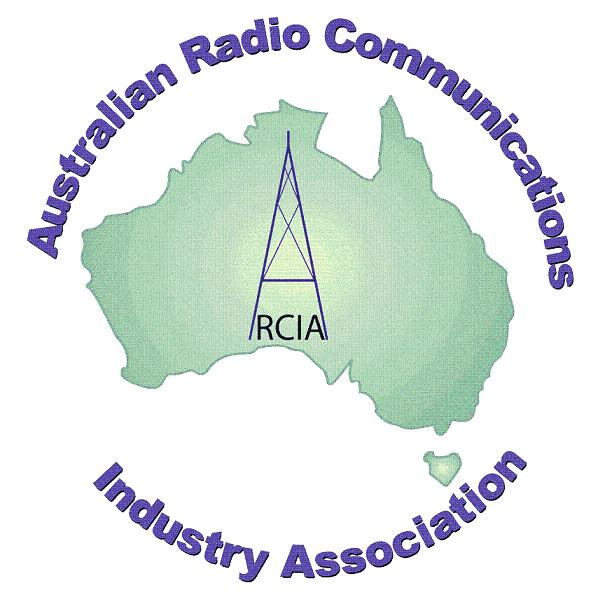 Australian Radio Communications
RCIA
Industry Association